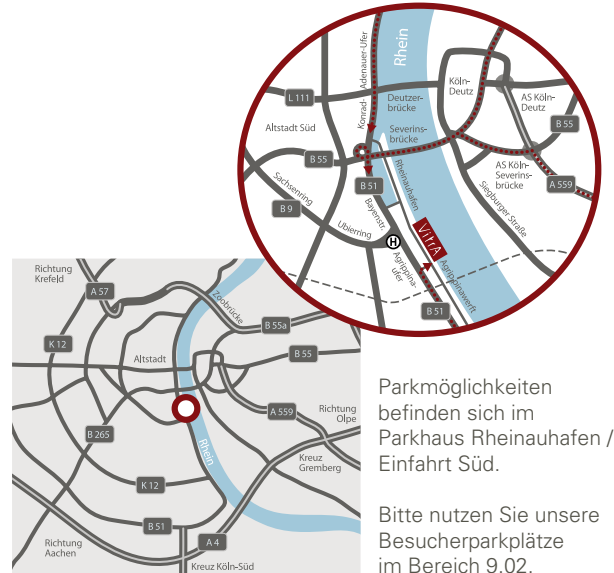 Rhein
Konrad-Adenauer-Ufer
L 111
Deutzer-
brücke
Köln-
Deutz
AS Köln-
Deutz
B 55
Altstadt Süd
Severins-
brücke
B 55
AS Köln-
Severins-
brücke
A 559
Sachsenring
B 9
B 51
Rheinauhafen
Siegburger Straße
Bayenstr.
Ubierring
H
VitrA
Agrippina-
ufer
Agrippinawerft
B 51
Richtung
Krefeld
A 57
Zoobrücke
B 55a
K 12
Altstadt
B 55
B 265
A 559
Richtung
Olpe
Rhein
Kreuz
Gremberg
K 12
B 51
Richtung
Aachen
A 4
Kreuz Köln-Süd
Parkmöglichkeiten
befinden sich im
Parkhaus Rheinauhafen /
Einfahrt Süd.
Bitte nutzen Sie unsere
Besucherparkplätze
im Bereich 9.02.